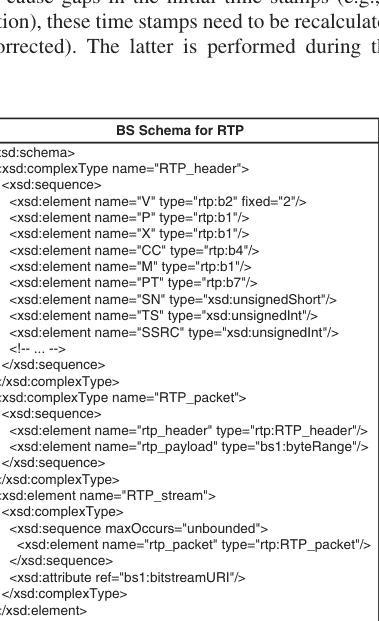 cause gaps in the initial time stamps (e.g.,
tion), these time stamps need to be recalculate
orrected). The latter is performed during th
BS Schema for RTP
xsd:schema>
<xsd:complexType name="RTP_header">
<xsd:sequence>
<xsd:element name="V" type="rtp:b2" fixed="2"/>
<xsd:element name="P" type="rtp:b1"/>
<xsd:element name="X" type="rtp:b1"/>
<xsd:element name="CC" type="rtp:b4"/>
<xsd:element name="M" type="rtp:b1"/>
<xsd:element name="PT" type="rtp:b7"/>
<xsd:element name="SN" type="xsd:unsignedShort"/>
<xsd:element name="TS" type="xsd:unsignedInt"/>
<xsd:element name="SSRC" type="xsd:unsignedInt"/>
<!-- ... -->
</xsd:sequence>
</xsd:complexType>
<xsd:complexType name="RTP_packet">
<xsd:sequence>
<xsd:element name="rtp_header" type="rtp:RTP_header"/>
<xsd:element name="rtp_payload" type="bs1:byteRange"/>
</xsd:sequence>
</xsd:complexType>
<xsd:element name="RTP_stream">
<xsd:complexType>
<xsd:sequence maxOccurs="unbounded">
<xsd:element name="rtp_packet" type="rtp:RTP_packet"/>
</xsd:sequence>
<xsd:attribute ref="bs1:bitstreamURI"/>
</xsd:complexType>
</xsd:element>